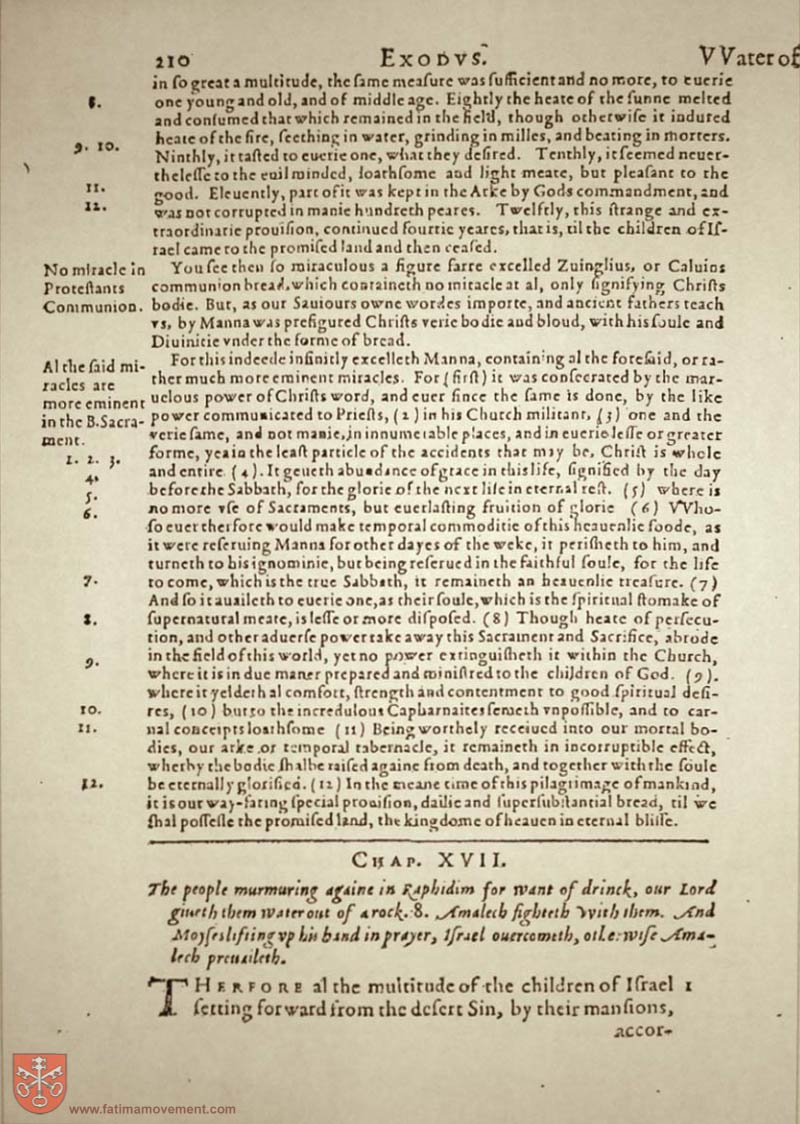 210 EXODVS. VVater of
in so great a multitude, the same measure was sufficient and no more, to euerie
8. one young and old, and of middle age. Eightly the heate of the sunne melted
and consumed that which remained in the field, though otherwise it indured
heate of the fire, seething in water, grinding in milles, and beating in morters.
9. 10. Ninthly, it tasted to euerie one, what they desired. Tenthly, it seemed neuer-
thelesse to the euil minded, loathsome and light meate, but pleasant to the
11. good. Eleuently, part of it was kept in the Arke by Gods commandment, and
12. was not corrupted in manie hundreth peares. Twelftly, this strange and ex-
traordinarie prouision, continued fourtie yeares, that is, til the children of Is-
rael came to the promised land and then ceased.
No miracle in You see then so miraculous a figure farre excelled Zuinglius, or Caluins
Protestants communion bread, which containeth no miracle at al, only signifying Christs
Communion. bodie. But, as our Sauiours owne wordes importe, and ancient fathers teach
vs, by Manna was prefigured Christs verie bodie and bloud, with his soule and
Diuinitie vnder the forme of bread.
Al the said mi- For this indeede infinitly excelleth Manna, containing al the foresaid, or ra-
racles are ther much more eminent miracles. For (first) it was consecrated by the mar-
more eminent uelous power of Christs word, and euer since the same is done, by the like
in the B. Sacra- power communicated to Priests, (2) in his Church militant, (3) one and the
ment. verie same, and not manie, in innumerable places, and in euerie lesse or greater
1. 2. 3. forme, yea in the least particle of the accidents that may be, Christ is whole
4. and entire (4). It geueth abundance of grace in this life, signified by the day
5. before the Sabbath, for the glorie of the next life in eternal rest. (5) where is
6. no more vse of Sacraments, but euerlasting fruition of glorie (6) VVho-
so euer therfore would make temporal commoditie of this heauenlie foode, as
it were reseruing Manna for other dayes of the weke, it perisheth to him, and
turneth to his ignominie, but being reserued in the faithful soule, for the life
7. to come, which is the true Sabbath, it remaineth an heauenlie treasure. (7)
And so it auaileth to euerie one, as their soule, which is the spiritual stomake of
8. supernatural meate, is lesse or more disposed. (8) Though heate of persecu-
tion, and other aduerse power take away this Sacrament and Sacrifice, abrode
9. in the field of this world, yet no power extinguisheth it within the Church,
where it is in due maner prepared and ministred to the children of God. (9).
where it yeldeth al comfort, strength and contentment to good spiritual desi-
10. res, (10) but to the incredulous Capharnaites semeth vnpossible, and to car-
11. nal conceipts loathsome (11) Being worthely receiued into our mortal bo-
dies, our arke or temporal tabernacle, it remaineth in incorruptible effect,
wherby the bodie shalbe raised againe from death, and together with the soule
12. be eternally glorified. (12) In the meane time of this pilagrimage of mankind,
it is our way-faring special prouision, dailie and supersubstantial bread, til we
shal possesse the promised land, the kingdome of heauen in eternal blisse.
CHAP. XVII.
The people murmuring againe in Raphidim for want of drinck, our Lord
giueth them water out of a rock. 8. Amalech fighteth with them. And
Moyses lifting vp his hand in prayer, Israel ouercometh, otherwise Ama-
lech preuaileth.
THERFORE al the multitude of the children of Israel 1
setting forward from the desert Sin, by their mansions,
accor-
www.fatimamovement.com